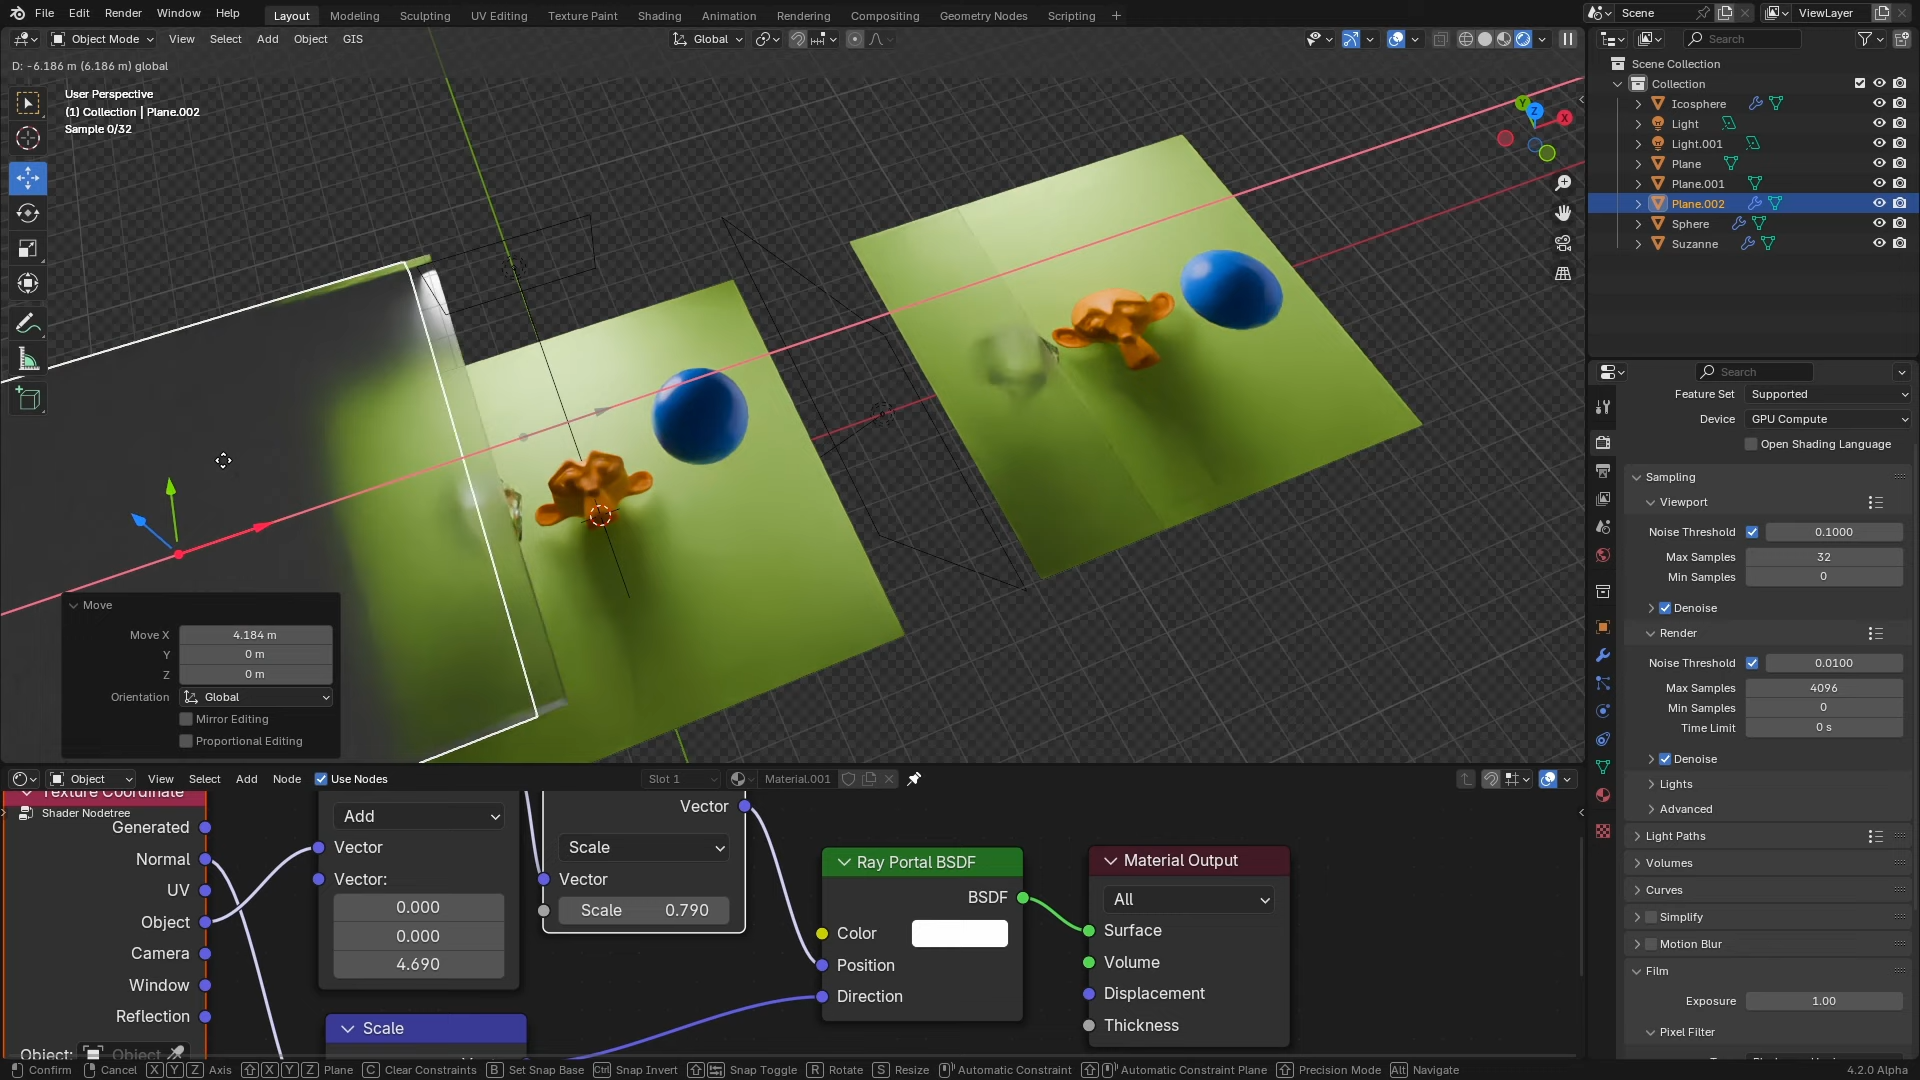 File Edit Render Window Help Layout Modeling Sculpting UV Editing Texture Paint Shading Animation Rendering Compositing Geometry Nodes Scripting + Scene ViewLayer
Object Mode View Select Add Object GIS Global Search
D: -6.186 m (6.186 m) global
User Perspective
(1) Collection | Plane.002
Sample 0/32
Y Z X
Scene Collection
Collection
Icosphere
Light
Light.001
Plane
Plane.001
Plane.002
Sphere
Suzanne
Search
Feature Set Supported
Device GPU Compute
Open Shading Language
Sampling
Viewport
Noise Threshold 0.1000
Max Samples 32
Min Samples 0
Denoise
Render
Noise Threshold 0.0100
Max Samples 4096
Min Samples 0
Time Limit 0 s
Denoise
Lights
Advanced
Light Paths
Volumes
Curves
Simplify
Motion Blur
Film
Exposure 1.00
Pixel Filter
Move
Move X 4.184 m
Y 0 m
Z 0 m
Orientation Global
Mirror Editing
Proportional Editing
Object View Select Add Node Use Nodes Slot 1 Material.001
Texture Coordinate
Shader Nodetree
Generated
Normal
UV
Object
Camera
Window
Reflection
Object: Object
Add
Vector
Vector:
0.000
0.000
4.690
Scale
Vector
Scale
Vector
Scale 0.790
Ray Portal BSDF
BSDF
Color
Position
Direction
Material Output
All
Surface
Volume
Displacement
Thickness
Confirm Cancel X Y Z Axis X Y Z Plane C Clear Constraints B Set Snap Base Ctrl Snap Invert Snap Toggle R Rotate S Resize Automatic Constraint Automatic Constraint Plane Precision Mode Alt Navigate 4.2.0 Alpha